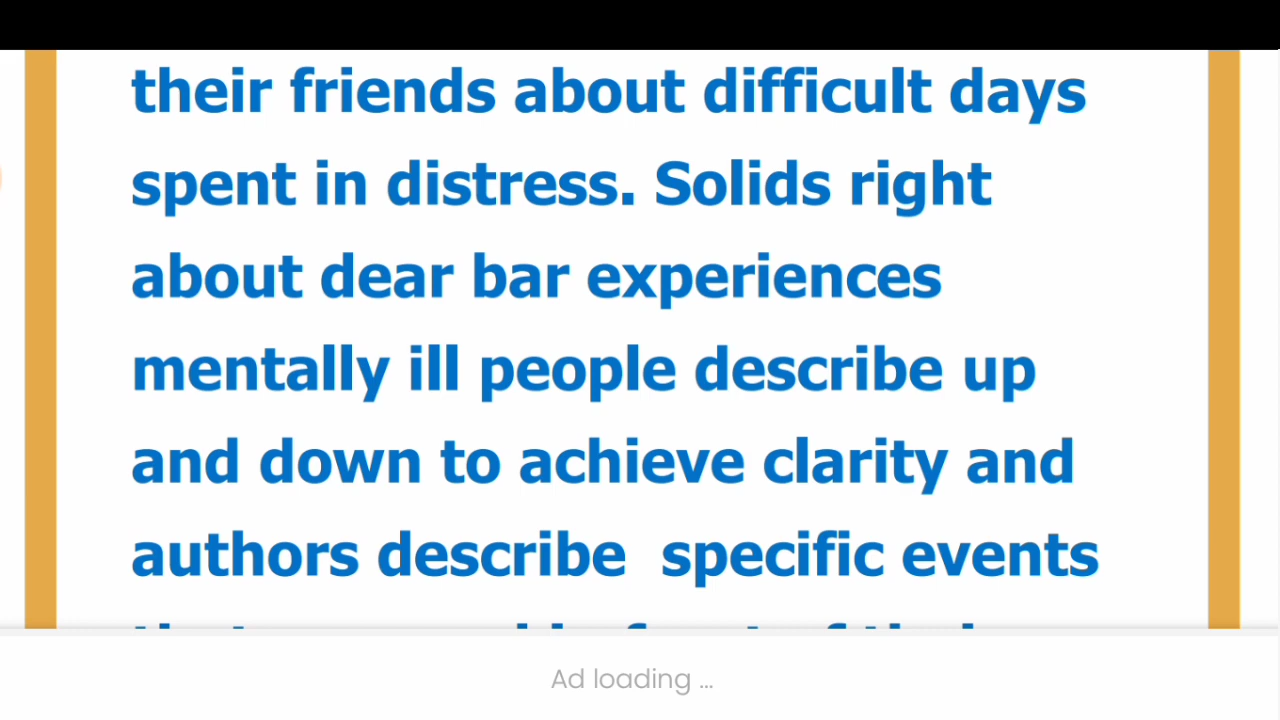 their friends about difficult days
spent in distress. Solids right
about dear bar experiences
mentally ill people describe up
and down to achieve clarity and
authors describe specific events
Ad loading ...